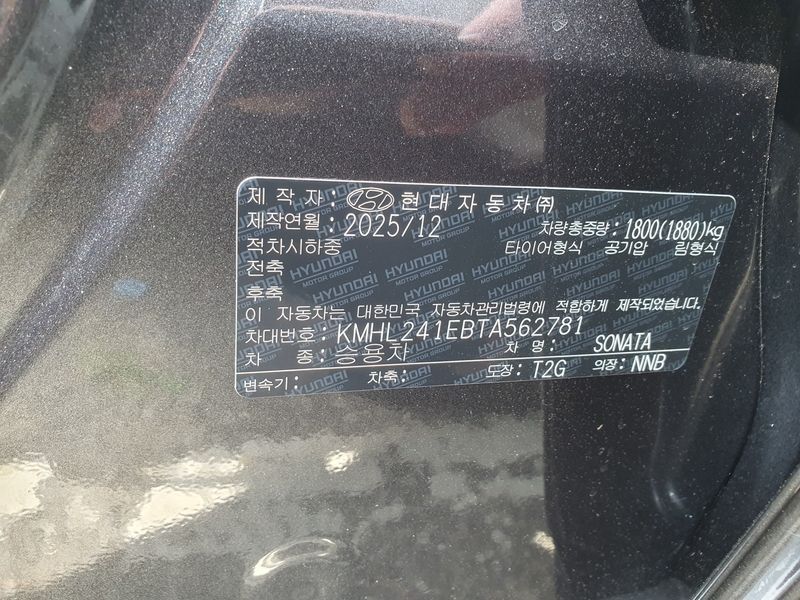 제 작 자 : 현대자동차㈜
제작연월 : 2025/12 차량총중량 : 1800(1880)kg
적차시하중 타이어형식 공기압 림형식
전축
후축
이 자동차는 대한민국 자동차관리법령에 적합하게 제작되었습니다.
차대번호 : KMHL241EBTA562781
차 종 : 승용차 차 명 : SONATA
변속기 : 차축 : 도장 : T2G 의장 : NNB
HYUNDAI
MOTOR GROUP